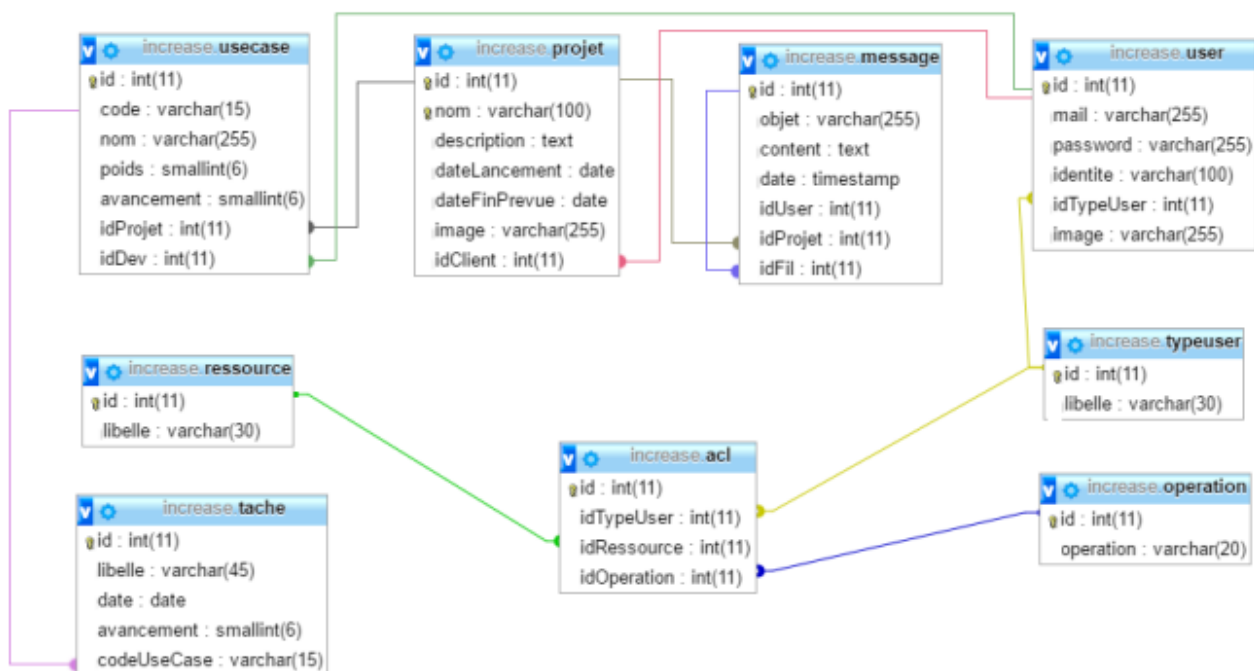 increase.usecase
id : int(11)
code : varchar(15)
nom : varchar(255)
poids : smallint(6)
avancement : smallint(6)
idProjet : int(11)
idDev : int(11)
increase.projet
id : int(11)
nom : varchar(100)
description : text
dateLancement : date
dateFinPrevue : date
image : varchar(255)
idClient : int(11)
increase.message
id : int(11)
objet : varchar(255)
content : text
date : timestamp
idUser : int(11)
idProjet : int(11)
idFil : int(11)
increase.user
id : int(11)
mail : varchar(255)
password : varchar(255)
identite : varchar(100)
idTypeUser : int(11)
image : varchar(255)
increase.ressource
id : int(11)
libelle : varchar(30)
increase.typeuser
id : int(11)
libelle : varchar(30)
increase.acl
id : int(11)
idTypeUser : int(11)
idRessource : int(11)
idOperation : int(11)
increase.operation
id : int(11)
operation : varchar(20)
increase.tache
id : int(11)
libelle : varchar(45)
date : date
avancement : smallint(6)
codeUseCase : varchar(15)